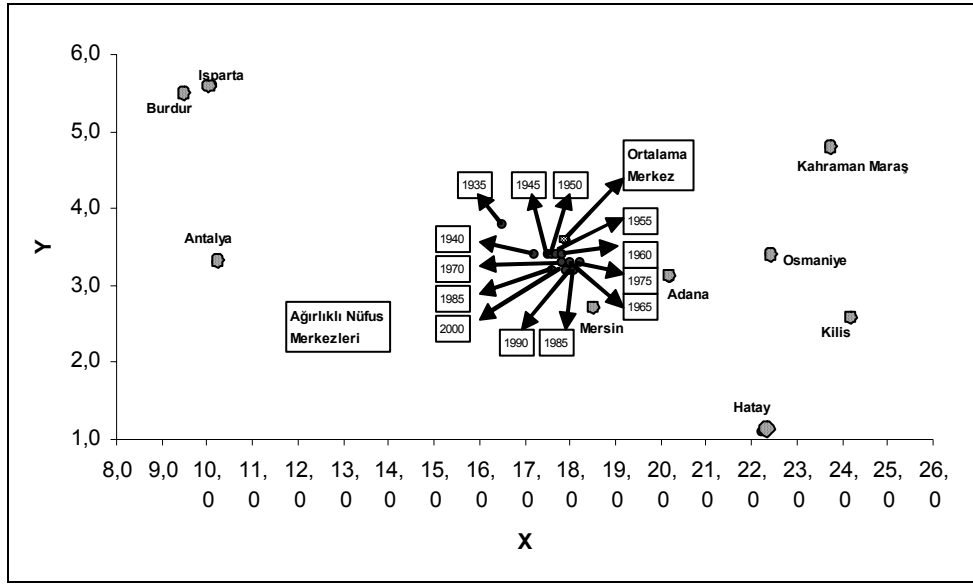 6,0
Isparta
Burdur
5,0
Ortalama
Merkez
Kahraman Maraş
1935
1945
1950
4,0
Y
Antalya
1940
1955
1970
1960
Osmaniye
3,0
1985
1975
Adana
Ağırlıklı Nüfus
Merkezleri
2000
1965
1990
1985
Mersin
Kilis
2,0
Hatay
1,0
8,0 9,0 10,0 11,0 12,0 13,0 14,0 15,0 16,0 17,0 18,0 19,0 20,0 21,0 22,0 23,0 24,0 25,0 26,0
X